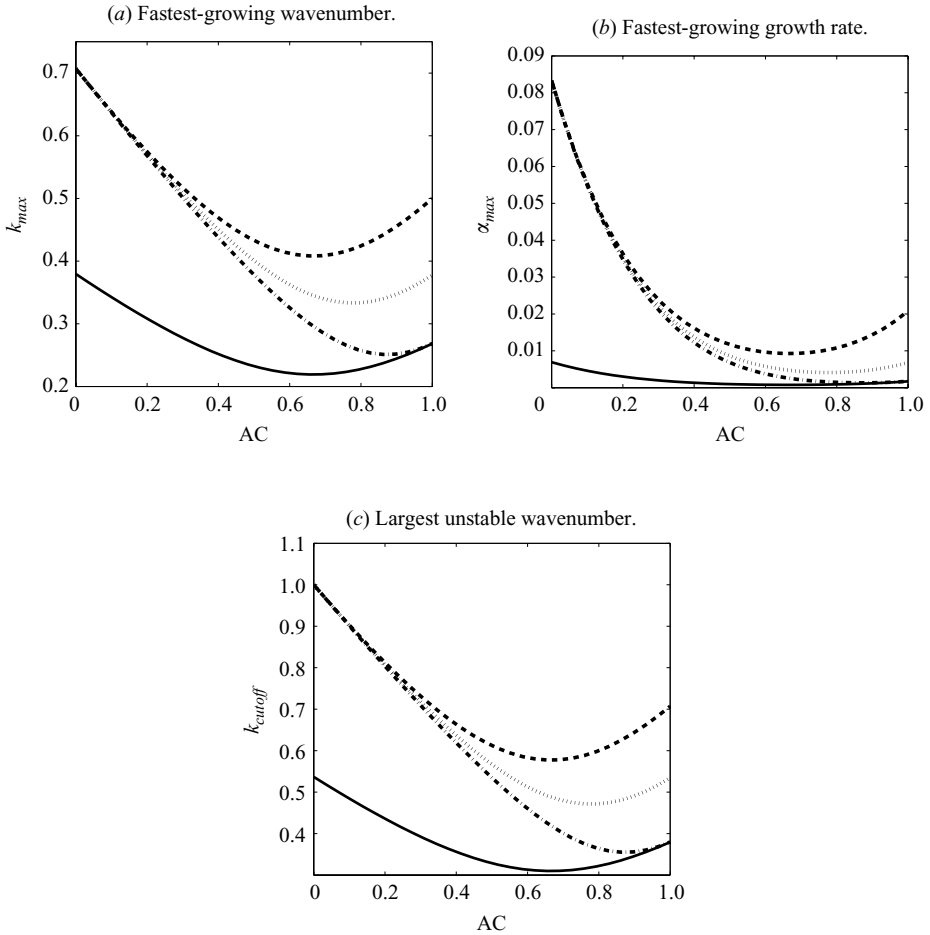 (a) Fastest-growing wavenumber.
0.7
0.6
0.5
0.4
0.3
0.2
k_max
0 0.2 0.4 0.6 0.8 1.0
AC
(b) Fastest-growing growth rate.
0.09
0.08
0.07
0.06
0.05
0.04
0.03
0.02
0.01
α_max
0 0.2 0.4 0.6 0.8 1.0
AC
(c) Largest unstable wavenumber.
1.1
1.0
0.9
0.8
0.7
0.6
0.5
0.4
k_cutoff
0 0.2 0.4 0.6 0.8 1.0
AC